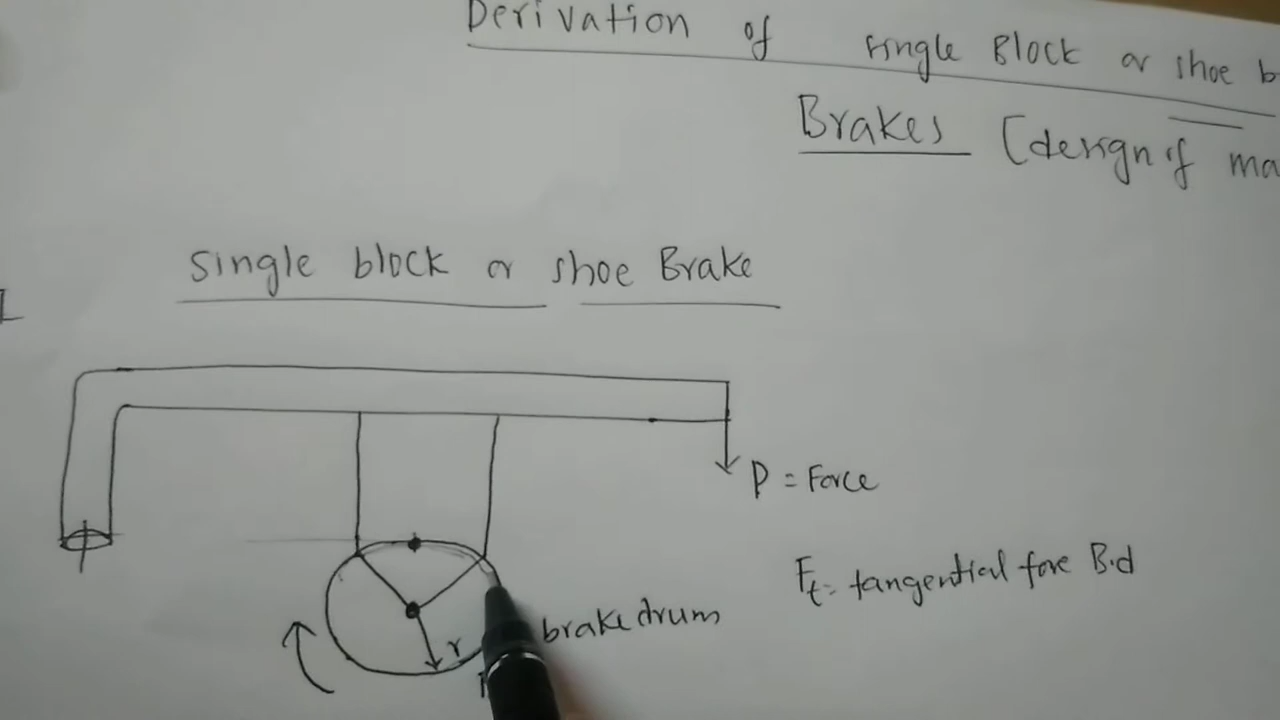 Derivation of single Block or shoe b
Brakes [design of ma
Single block or shoe Brake
P = Force
Ft = tangential force B.d
brake drum
r